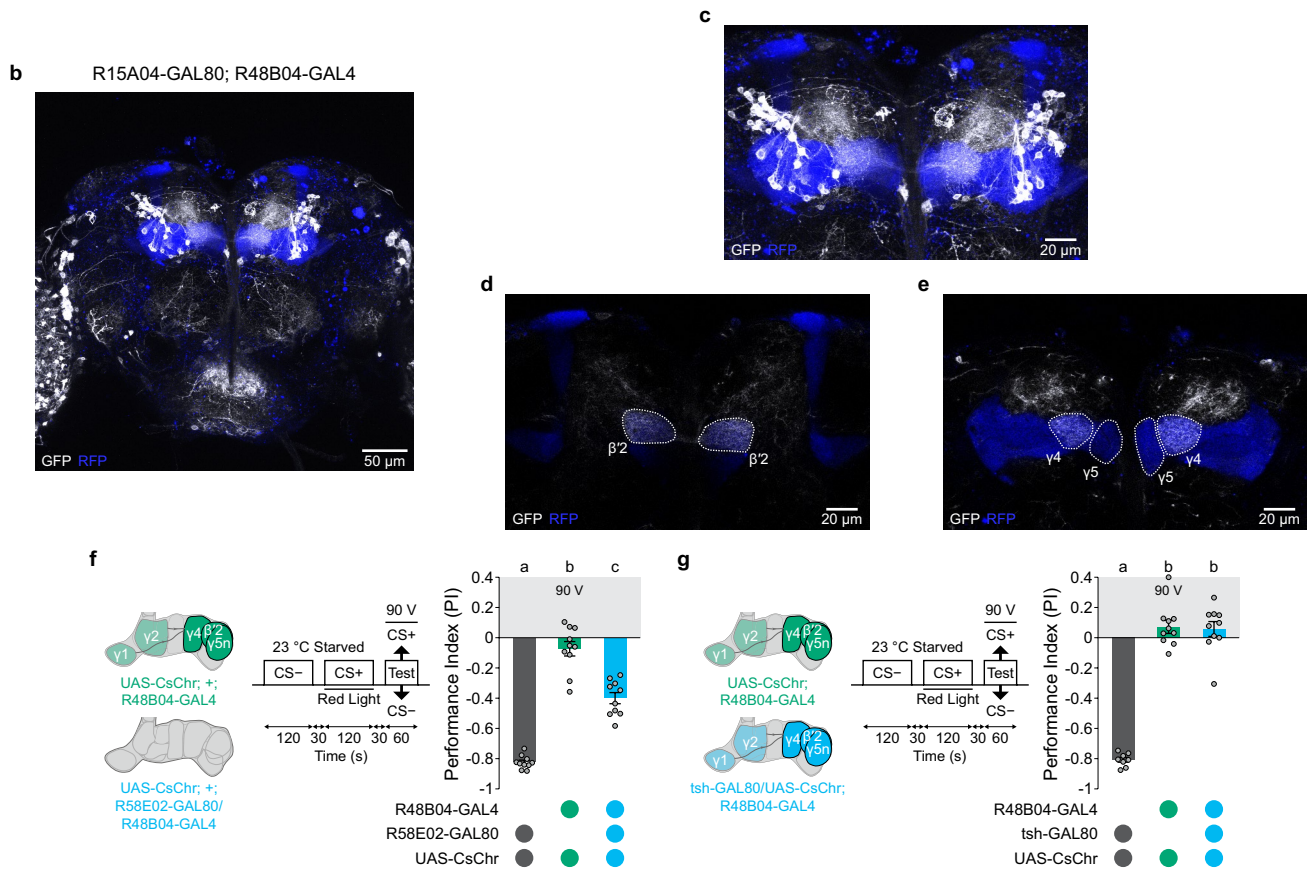 b
R15A04-GAL80; R48B04-GAL4
GFP RFP
50 µm
c
GFP RFP
20 µm
d
β′2
β′2
GFP RFP
20 µm
e
γ4
γ5
γ5
γ4
GFP RFP
20 µm
f
γ1
γ2
γ4
β′2
γ5n
UAS-CsChr; +;
R48B04-GAL4
UAS-CsChr; +;
R58E02-GAL80/
R48B04-GAL4
90 V
CS+
23 °C Starved
CS− CS+ Test
Red Light
CS−
120 30 120 30 60
Time (s)
a b c
90 V
Performance Index (PI)
0.4
0.2
0
-0.2
-0.4
-0.6
-0.8
-1
R48B04-GAL4
R58E02-GAL80
UAS-CsChr
g
γ1
γ2
γ4
β′2
γ5n
UAS-CsChr;
R48B04-GAL4
γ1
γ2
γ4
β′2
γ5n
tsh-GAL80/UAS-CsChr;
R48B04-GAL4
90 V
CS+
23 °C Starved
CS− CS+ Test
Red Light
CS−
120 30 120 30 60
Time (s)
a b b
90 V
Performance Index (PI)
0.4
0.2
0
-0.2
-0.4
-0.6
-0.8
-1
R48B04-GAL4
tsh-GAL80
UAS-CsChr